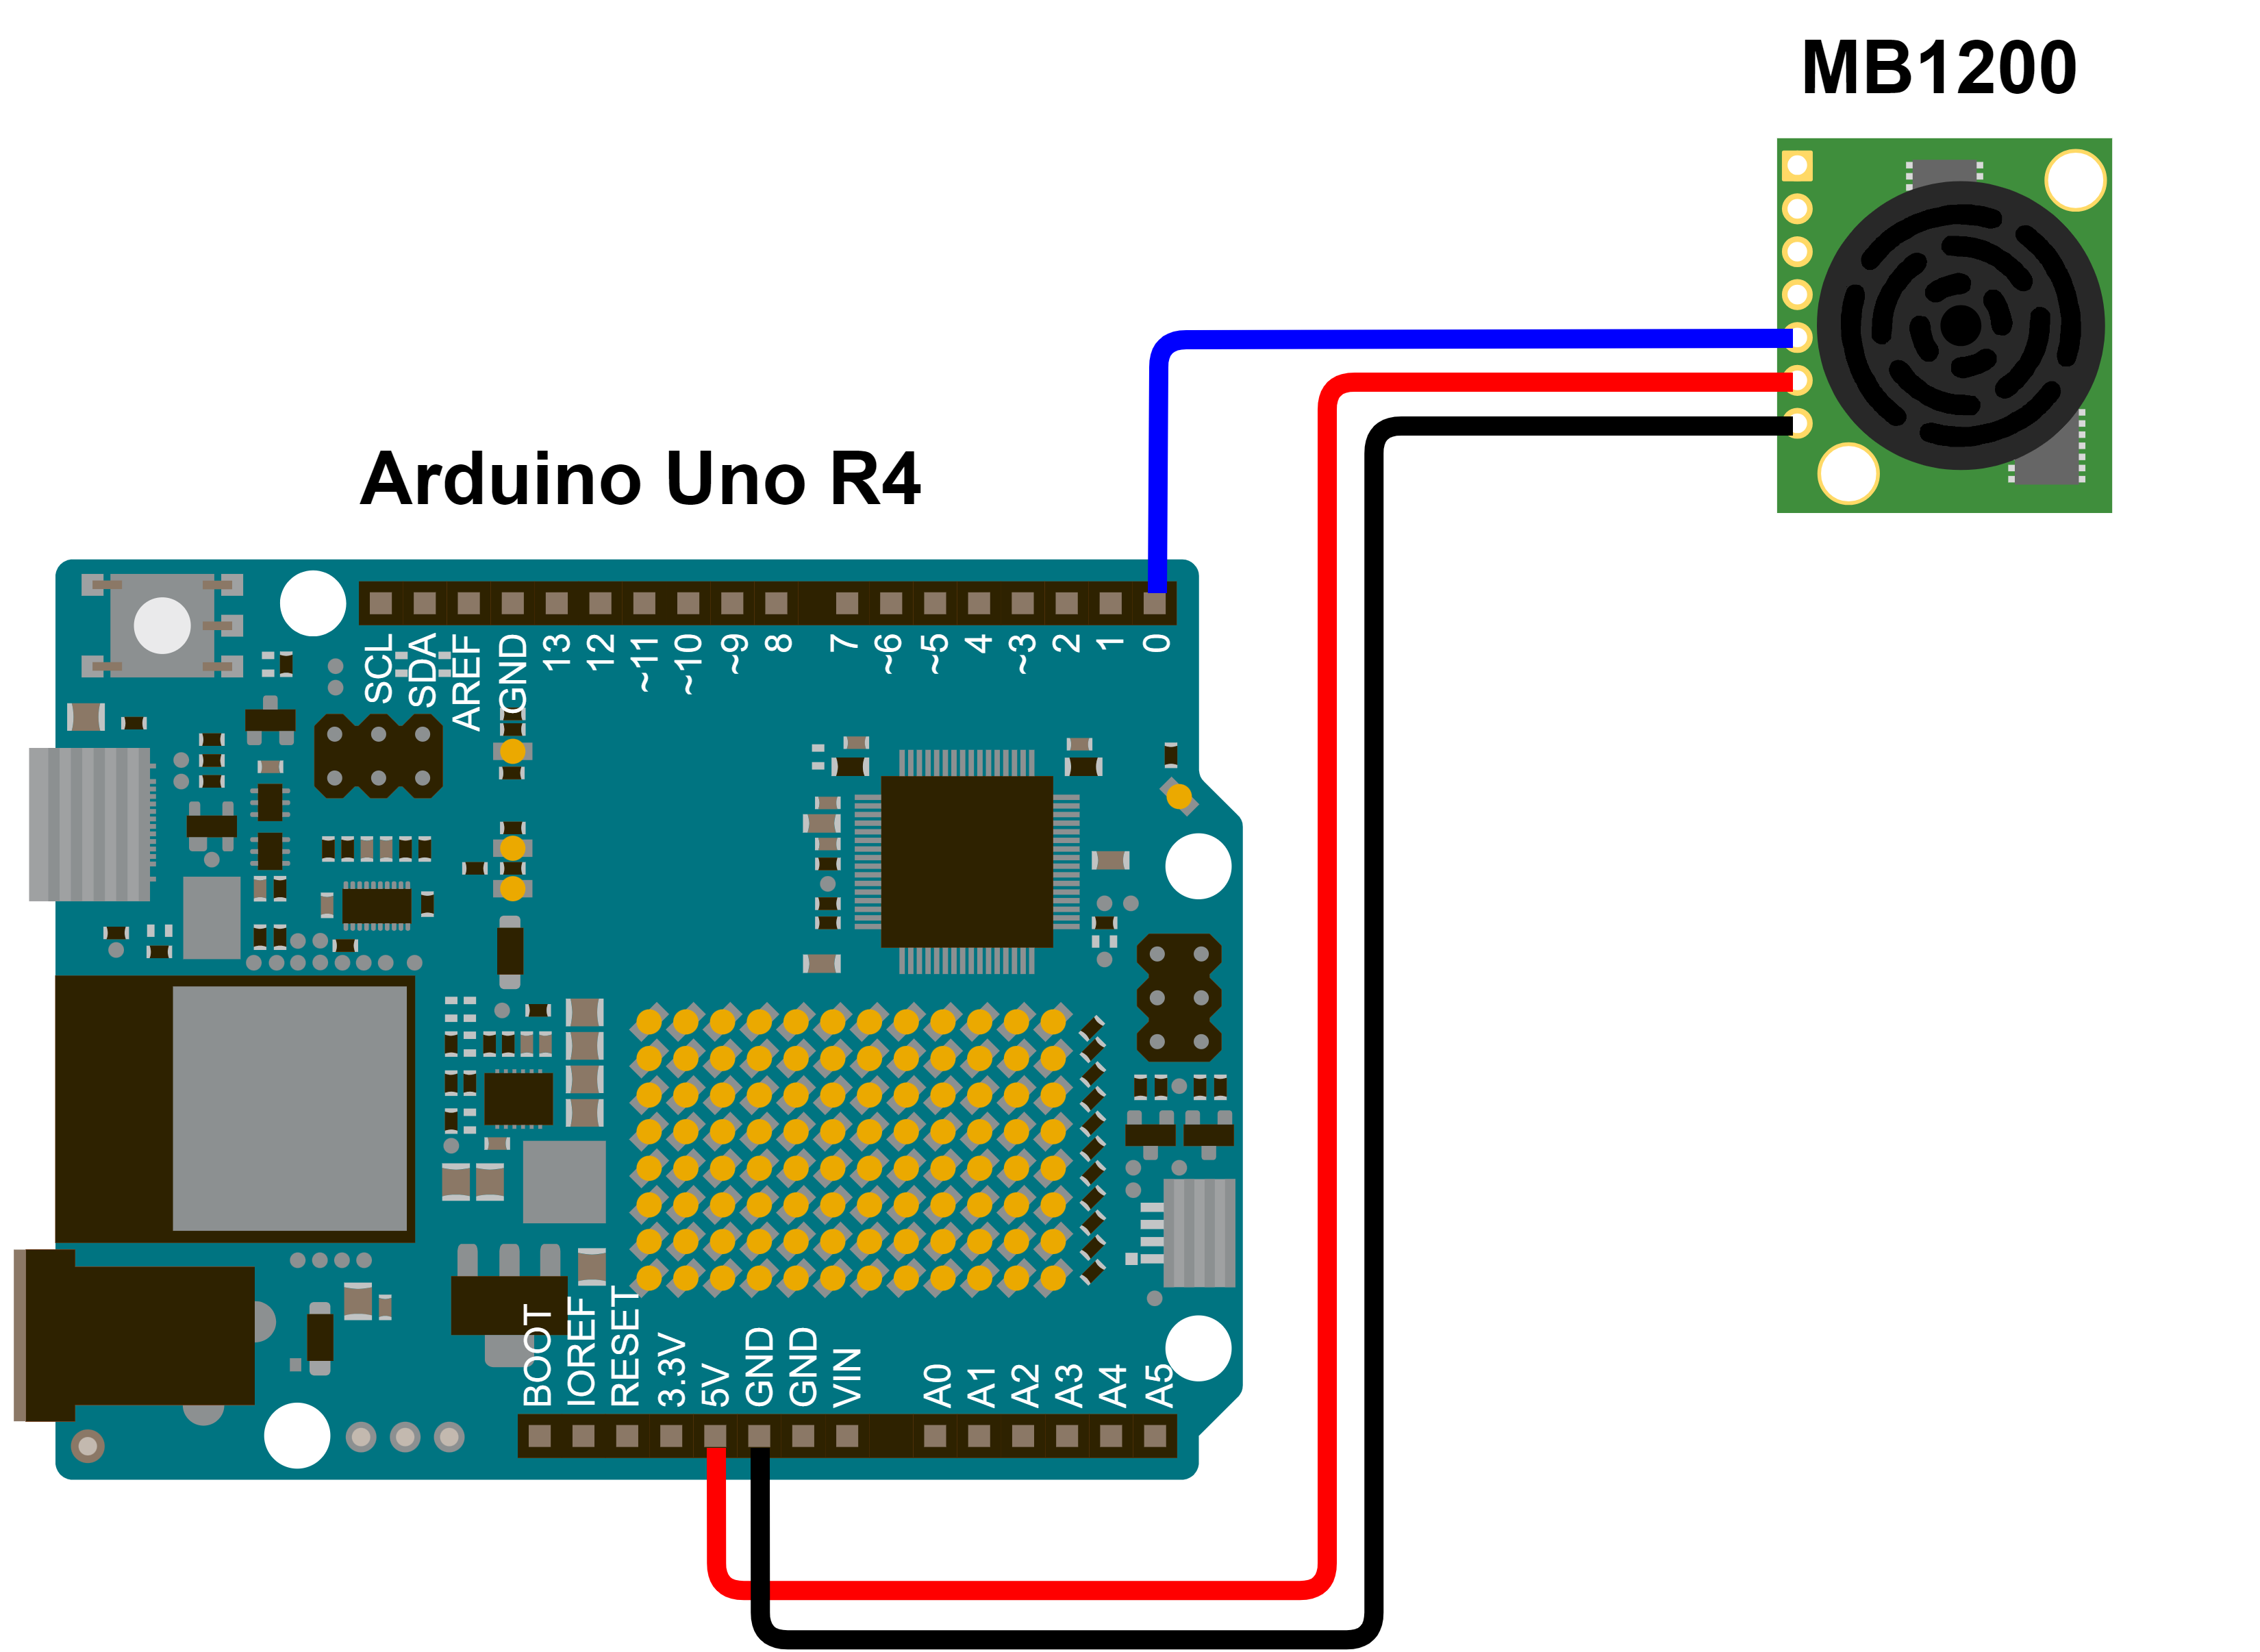 MB1200
Arduino Uno R4
SCL
SDA
AREF
GND
13
12
~11
~10
~9
8
7
~6
~5
4
~3
2
1
0
BOOT
IOREF
RESET
3.3V
5V
GND
GND
VIN
A0
A1
A2
A3
A4
A5